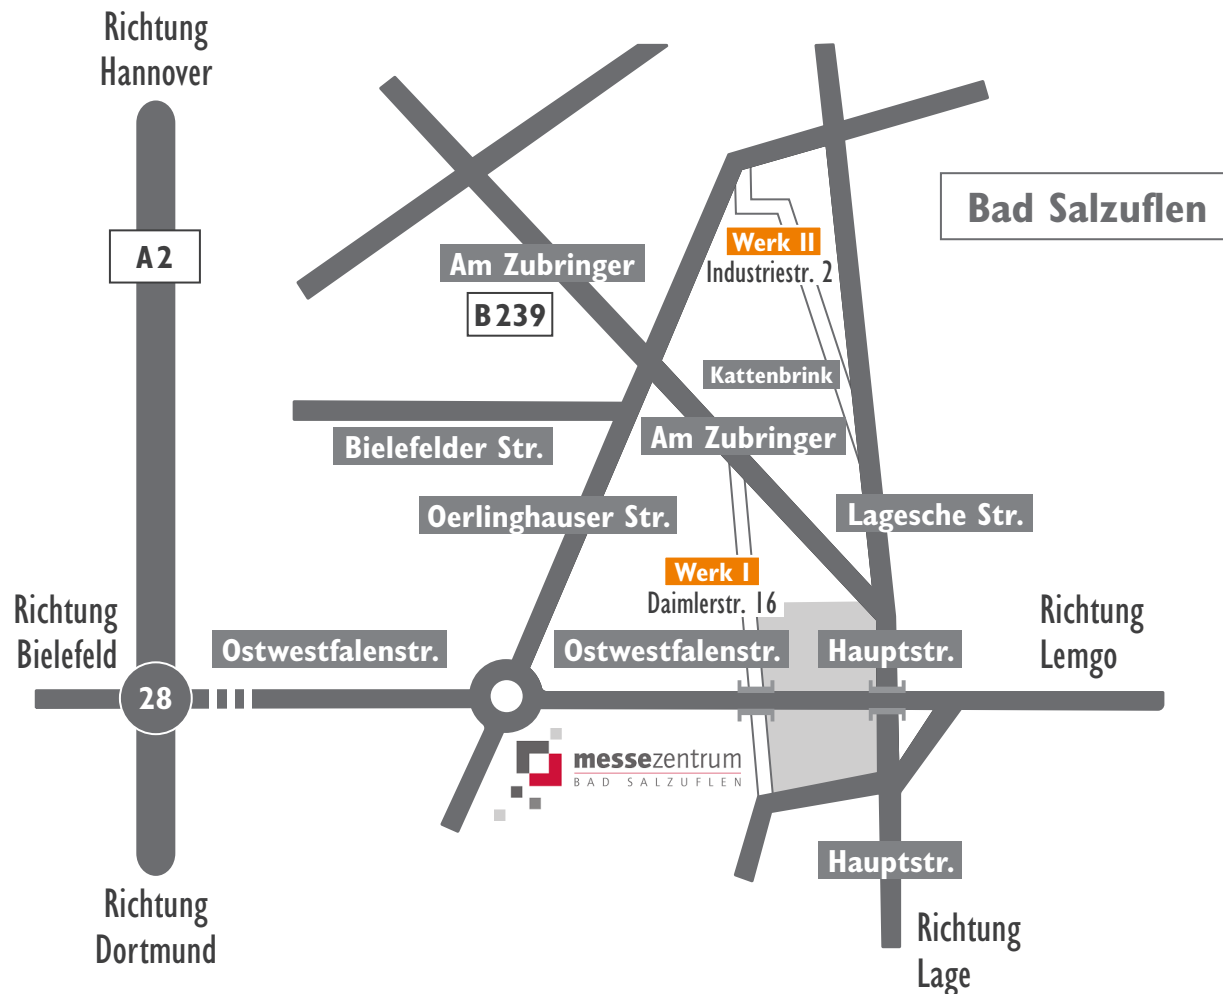 Richtung
Hannover
A2
Bad Salzuflen
Werk II
Industriestr. 2
Am Zubringer
B 239
Kattenbrink
Bielefelder Str.
Am Zubringer
Oerlinghauser Str.
Lagesche Str.
Werk I
Daimlerstr. 16
Richtung
Bielefeld
Ostwestfalenstr.
Ostwestfalenstr.
Hauptstr.
Richtung
Lemgo
28
messezentrum
BAD SALZUFLEN
Hauptstr.
Richtung
Dortmund
Richtung
Lage